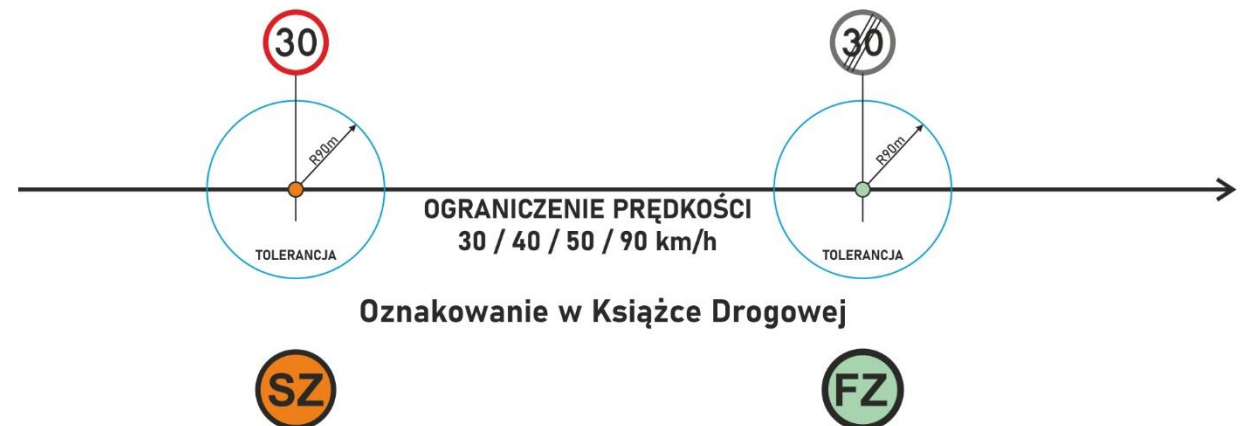 30
30
R90m
R90m
OGRANICZENIE PRĘDKOŚCI
30 / 40 / 50 / 90 km/h
TOLERANCJA
TOLERANCJA
Oznakowanie w Książce Drogowej
SZ
FZ